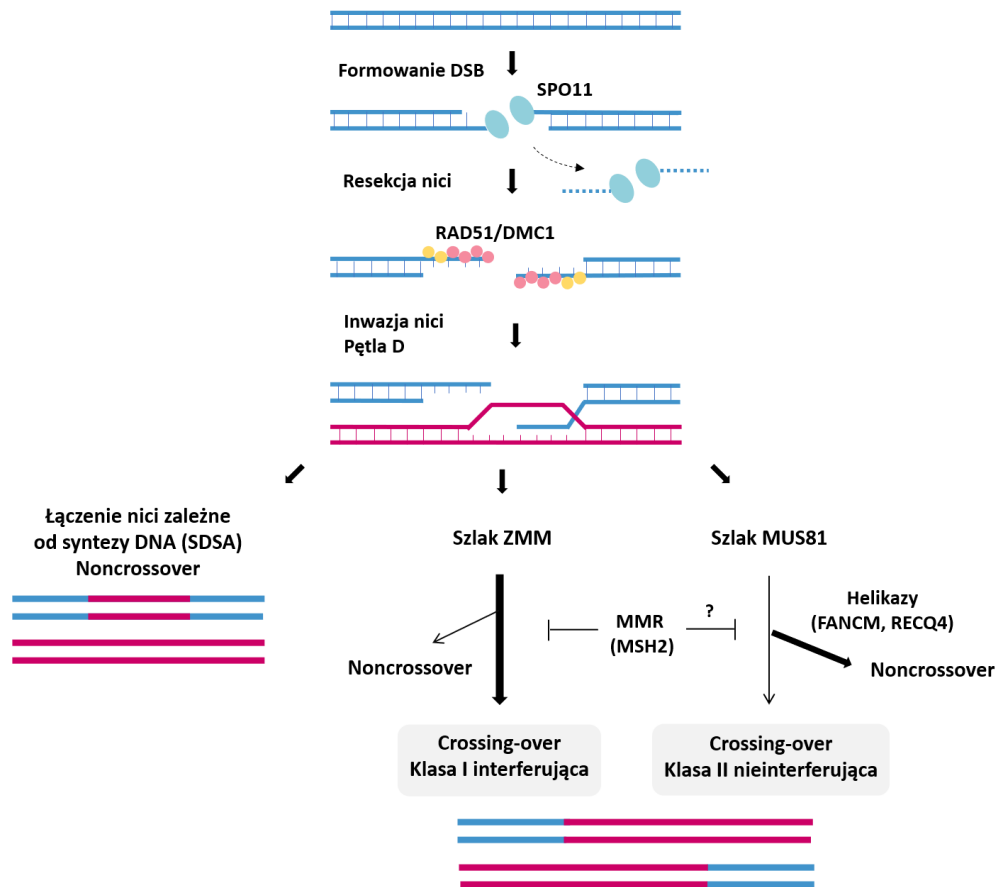 Formowanie DSB
SPO11
Resekcja nici
RAD51/DMC1
Inwazja nici
Pętla D
Łączenie nici zależne
od syntezy DNA (SDSA)
Noncrossover
Szlak ZMM
Szlak MUS81
Helikazy
(FANCM, RECQ4)
MMR
(MSH2)
?
Noncrossover
Noncrossover
Crossing-over
Klasa I interferująca
Crossing-over
Klasa II nieinterferująca